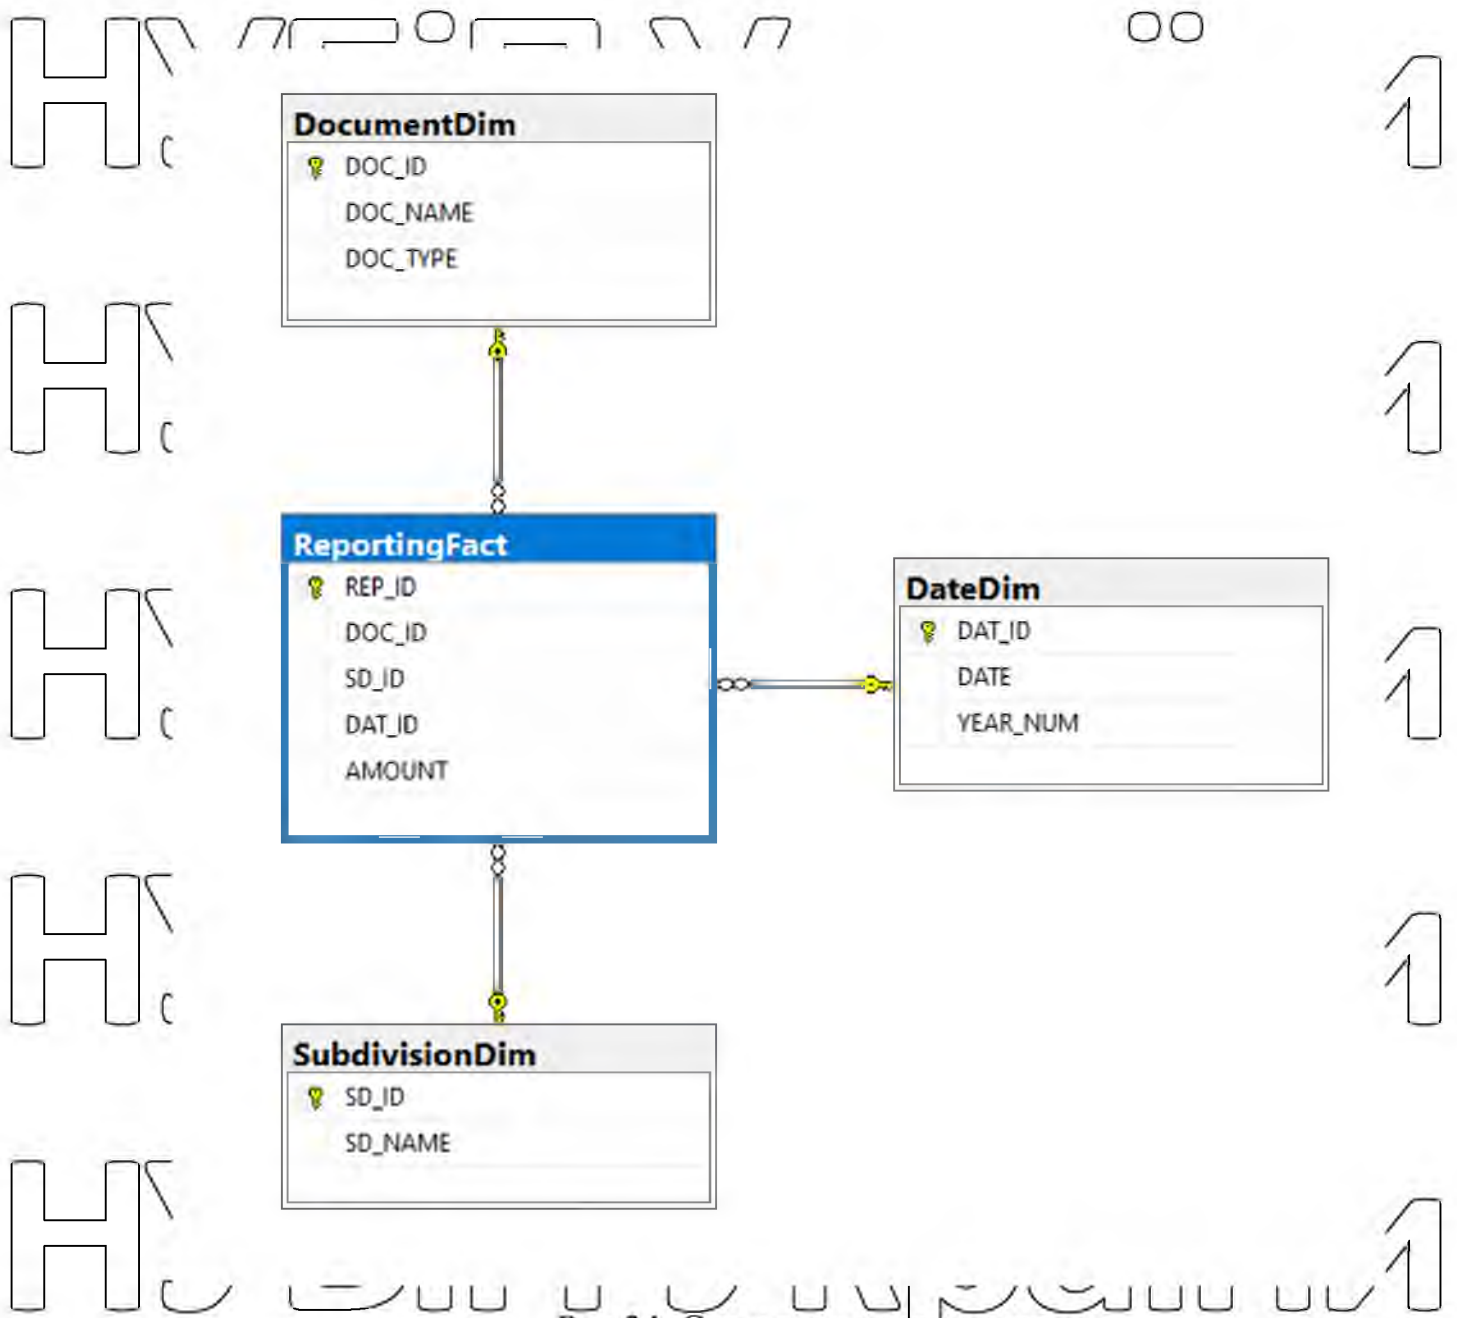 DocumentDim
DOC_ID
DOC_NAME
DOC_TYPE
ReportingFact
REP_ID
DOC_ID
SD_ID
DAT_ID
AMOUNT
DateDim
DAT_ID
DATE
YEAR_NUM
SubdivisionDim
SD_ID
SD_NAME